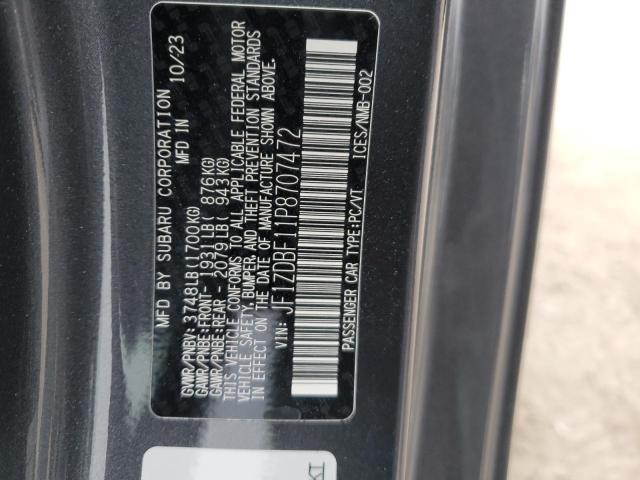 MFD BY SUBARU CORPORATION
MFD IN 10/23
GVWR/PNBV: 3748LB(1700KG)
GAWR/PNBE:FRONT- 1931LB( 876KG)
GAWR/PNBE:REAR - 2079LB( 943KG)
THIS VEHICLE CONFORMS TO ALL APPLICABLE FEDERAL MOTOR
VEHICLE SAFETY, BUMPER, AND THEFT PREVENTION STANDARDS
IN EFFECT ON THE DATE OF MANUFACTURE SHOWN ABOVE.
VIN: JF1ZDBF11P8707472
PASSENGER CAR TYPE:PC/VT ICES/NMB-002